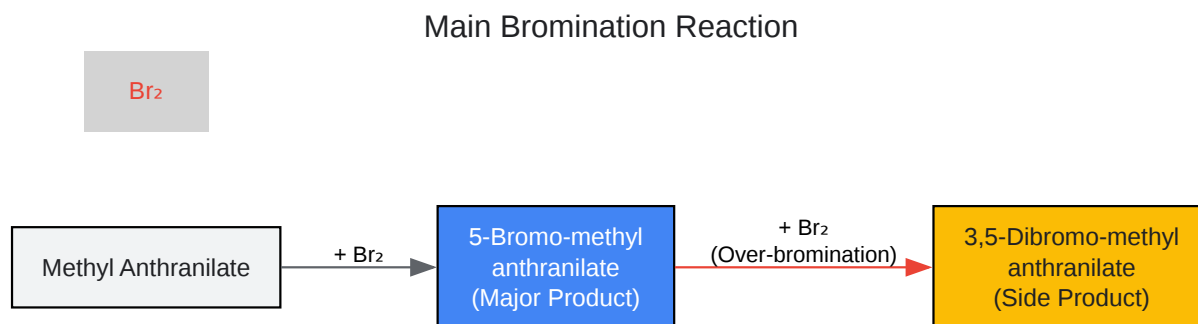 Main Bromination Reaction
Br₂
Methyl Anthranilate
+ Br₂
5-Bromo-methyl
anthranilate
(Major Product)
+ Br₂
(Over-bromination)
3,5-Dibromo-methyl
anthranilate
(Side Product)